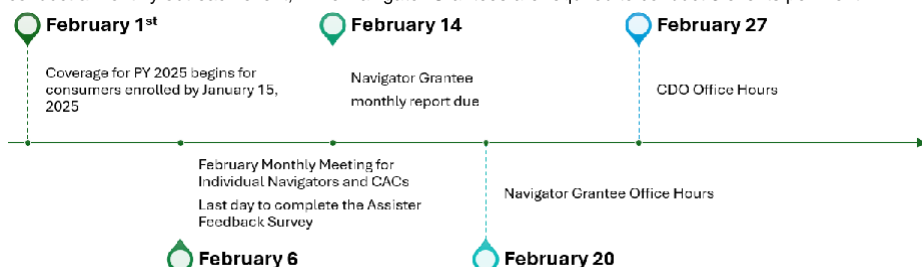 February 1st
Coverage for PY 2025 begins for
consumers enrolled by January 15,
2025
February 14
Navigator Grantee
monthly report due
February 27
CDO Office Hours
February Monthly Meeting for
Individual Navigators and CACs
Last day to complete the Assister
Feedback Survey
February 6
Navigator Grantee Office Hours
February 20